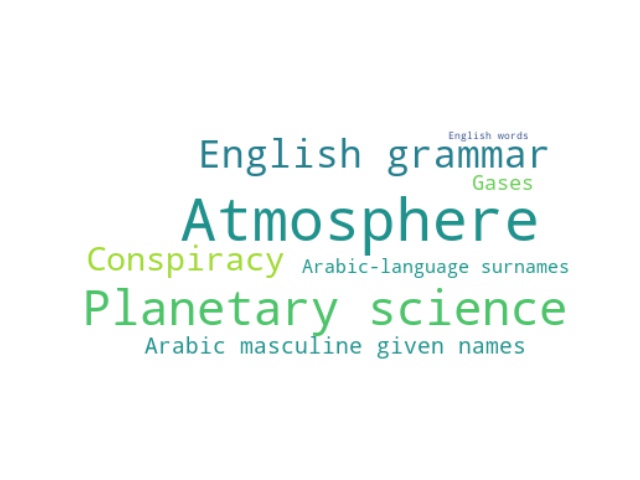 English words
English grammar
Gases
Atmosphere
Conspiracy
Arabic-language surnames
Planetary science
Arabic masculine given names